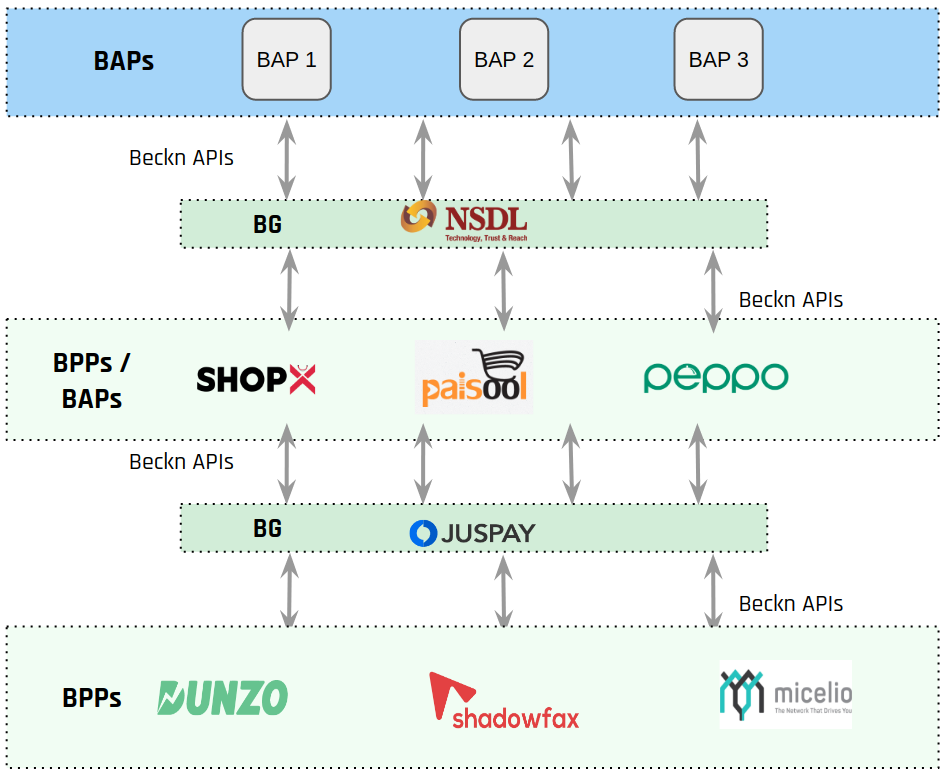 BAPs
BAP 1
BAP 2
BAP 3
Beckn APIs
BG
NSDL
Technology, Trust & Reach
Beckn APIs
BPPs /
BAPs
SHOPX
paisool
peppo
Beckn APIs
BG
JUSPAY
Beckn APIs
BPPs
DUNZO
shadowfax
micelio
The Network That Drives You